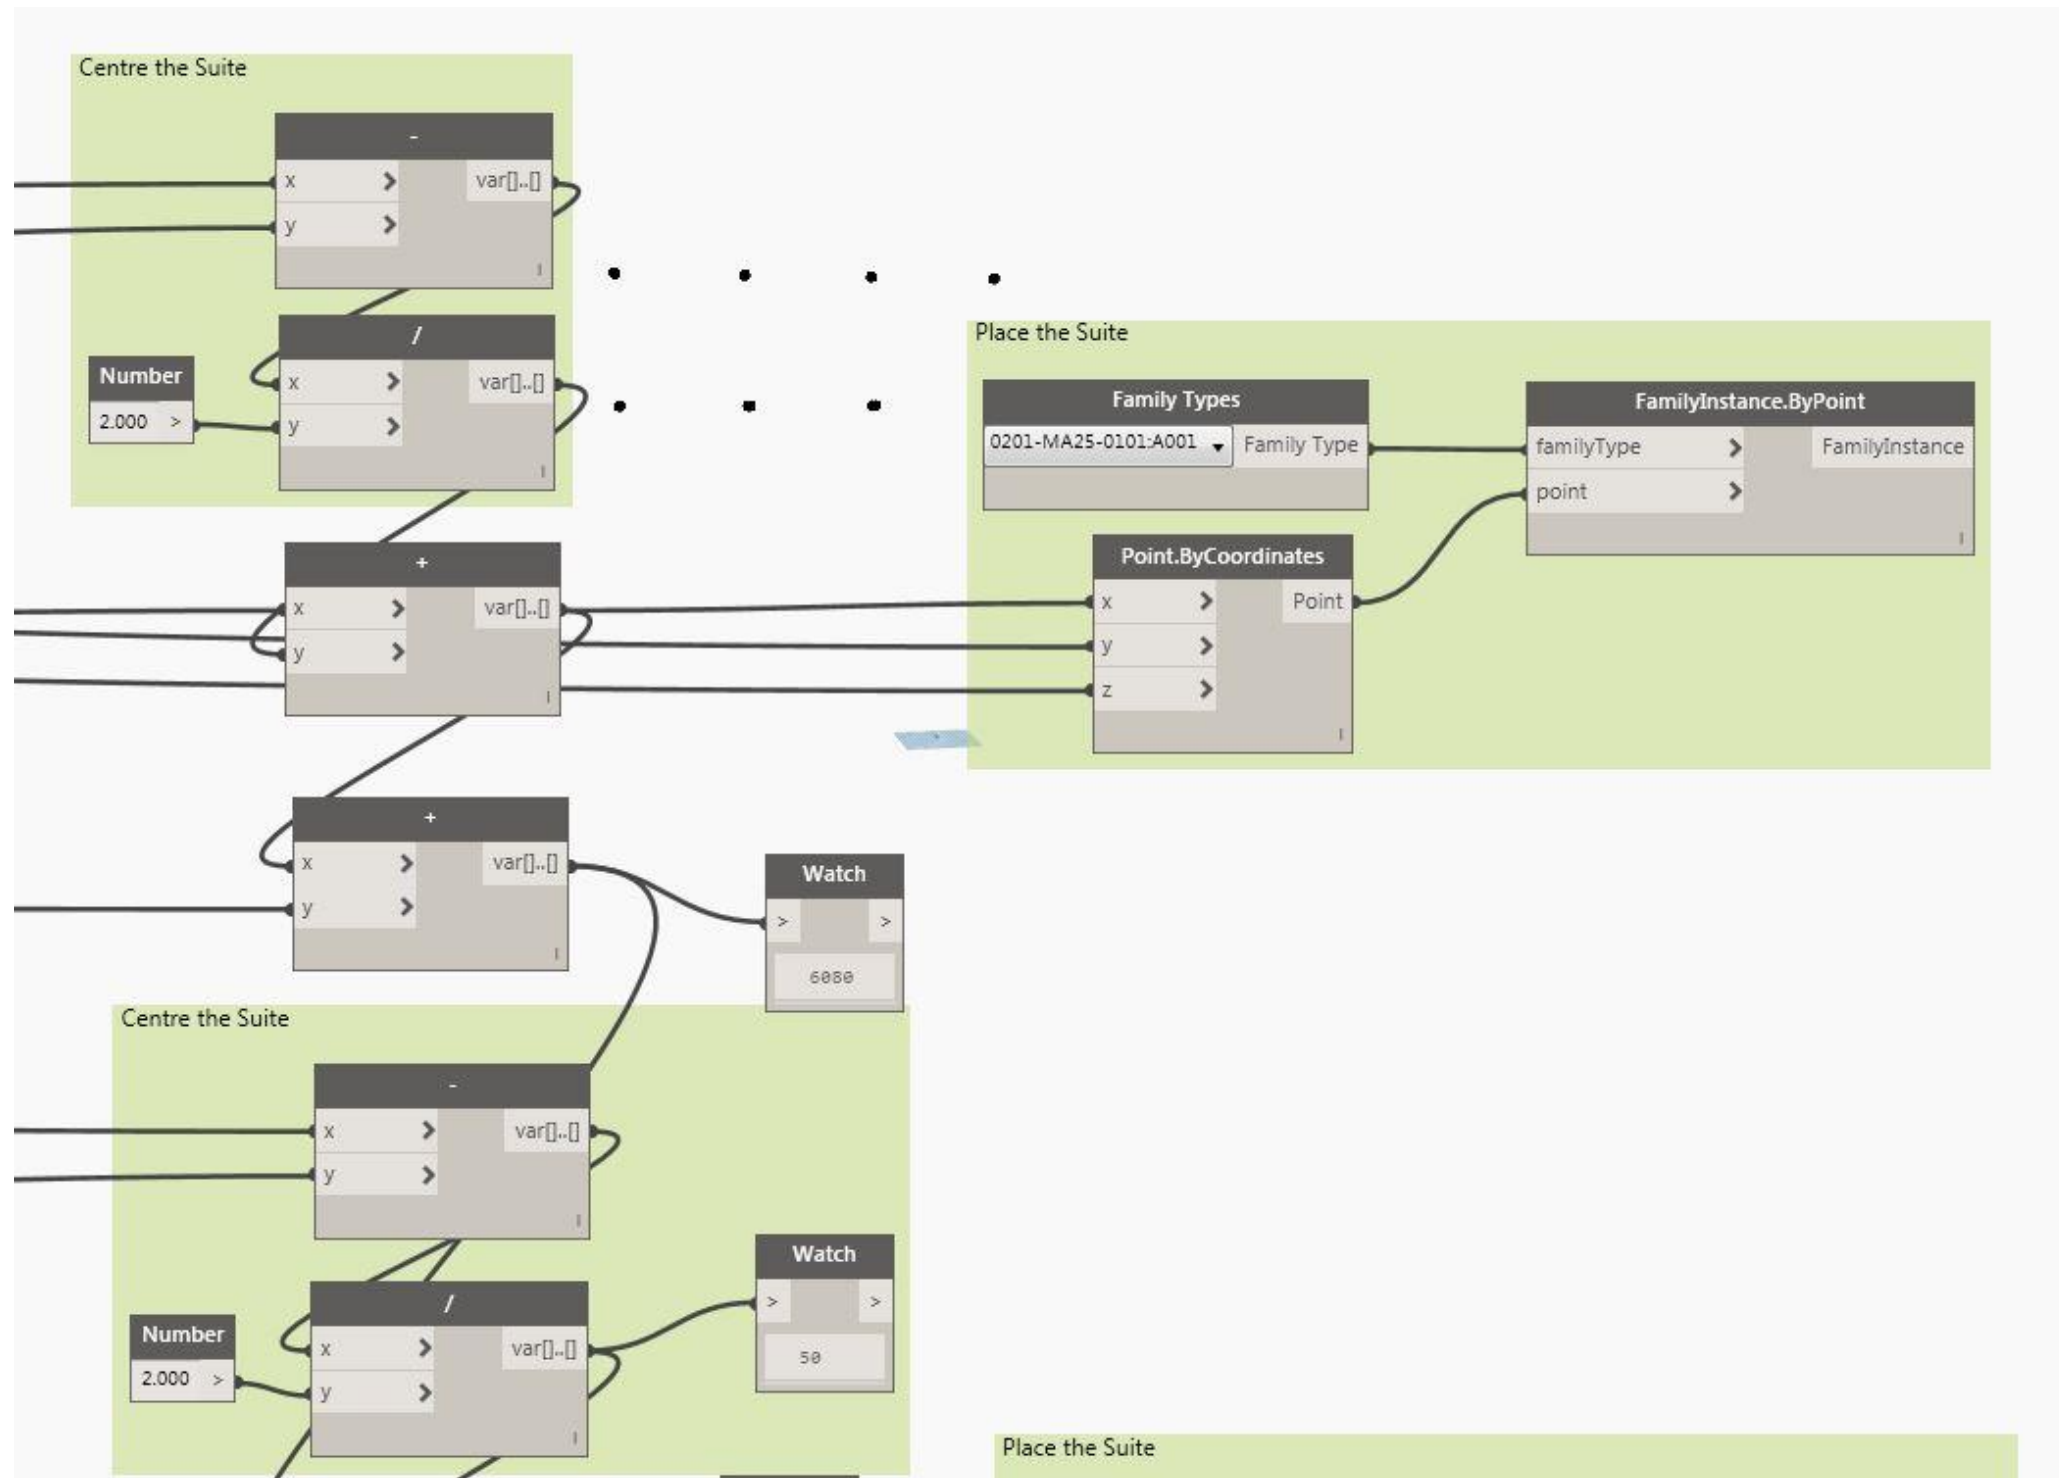 Centre the Suite
-
x > var[]..[]
y >
l
/
Number
x > var[]..[]
2.000 >
y >
l
Place the Suite
Family Types
0201-MA25-0101:A001 Family Type
FamilyInstance.ByPoint
familyType > FamilyInstance
point >
l
+
x > var[]..[]
y >
l
Point.ByCoordinates
x > Point
y >
z >
l
+
x > var[]..[]
y >
l
Watch
> >
6080
Centre the Suite
-
x > var[]..[]
y >
l
/
Number
x > var[]..[]
2.000 >
y >
l
Watch
> >
50
Place the Suite